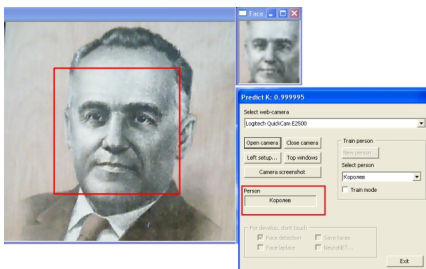 Face
Predict K: 0.999995
Select web-camera
Logitech QuickCam E2500
Open camera
Close camera
Train person
New person...
Left setup...
Top windows
Select person
Camera screenshot
Королев
Train mode
Person
Королев
For develop, dont touch
Face detection
Save faces
Face laplace
NeuroNET...
Exit